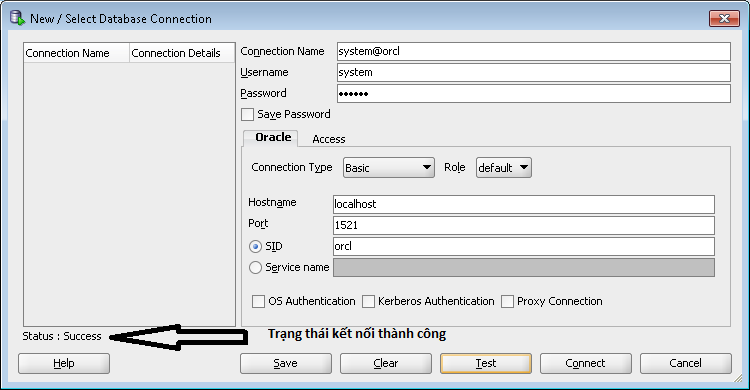 New / Select Database Connection
Connection Name Connection Details
Connection Name system@orcl
Username system
Password ••••••
Save Password
Oracle Access
Connection Type Basic Role default
Hostname localhost
Port 1521
SID orcl
Service name
OS Authentication Kerberos Authentication Proxy Connection
Status : Success Trạng thái kết nối thành công
Help Save Clear Test Connect Cancel